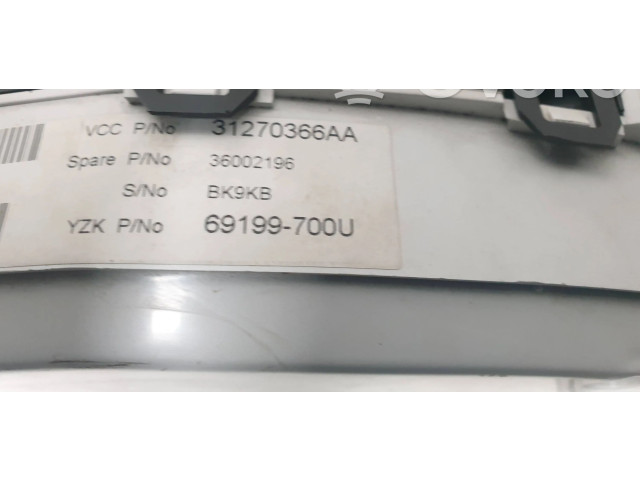 VCC P/No 31270366AA
Spare P/No 36002196
S/No BK9KB
YZK P/No 69199-700U